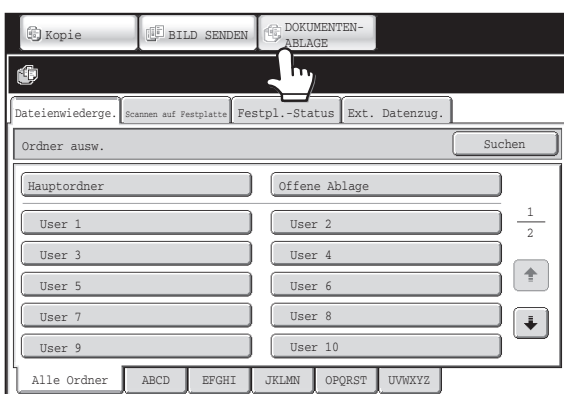 Kopie
BILD SENDEN
DOKUMENTEN-
ABLAGE
Dateienwiederge.
Scannen auf Festplatte
Festpl.-Status
Ext. Datenzug.
Ordner ausw.
Suchen
Hauptordner
Offene Ablage
User 1
User 2
User 3
User 4
User 5
User 6
User 7
User 8
User 9
User 10
1
2
Alle Ordner
ABCD
EFGHI
JKLMN
OPQRST
UVWXYZ